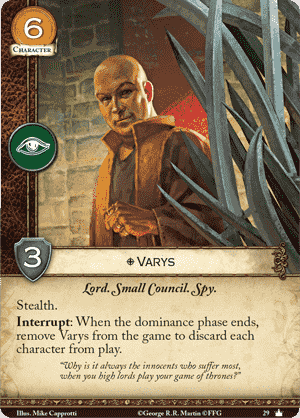 6
CHARACTER
3
VARYS
Lord. Small Council. Spy.
Stealth.
Interrupt: When the dominance phase ends,
remove Varys from the game to discard each
character from play.
"Why is it always the innocents who suffer most,
when you high lords play your game of thrones?"
Illus. Mike Capprotti ©George R.R. Martin ©FFG 29